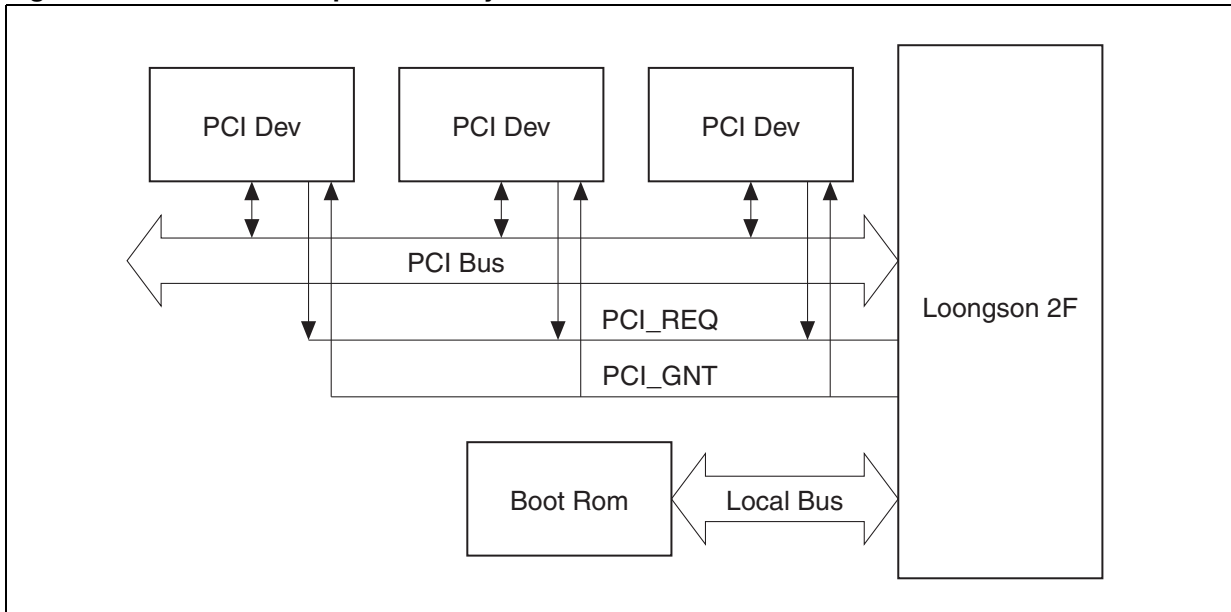 PCI Dev
PCI Dev
PCI Dev
PCI Bus
Loongson 2F
PCI_REQ
PCI_GNT
Boot Rom
Local Bus